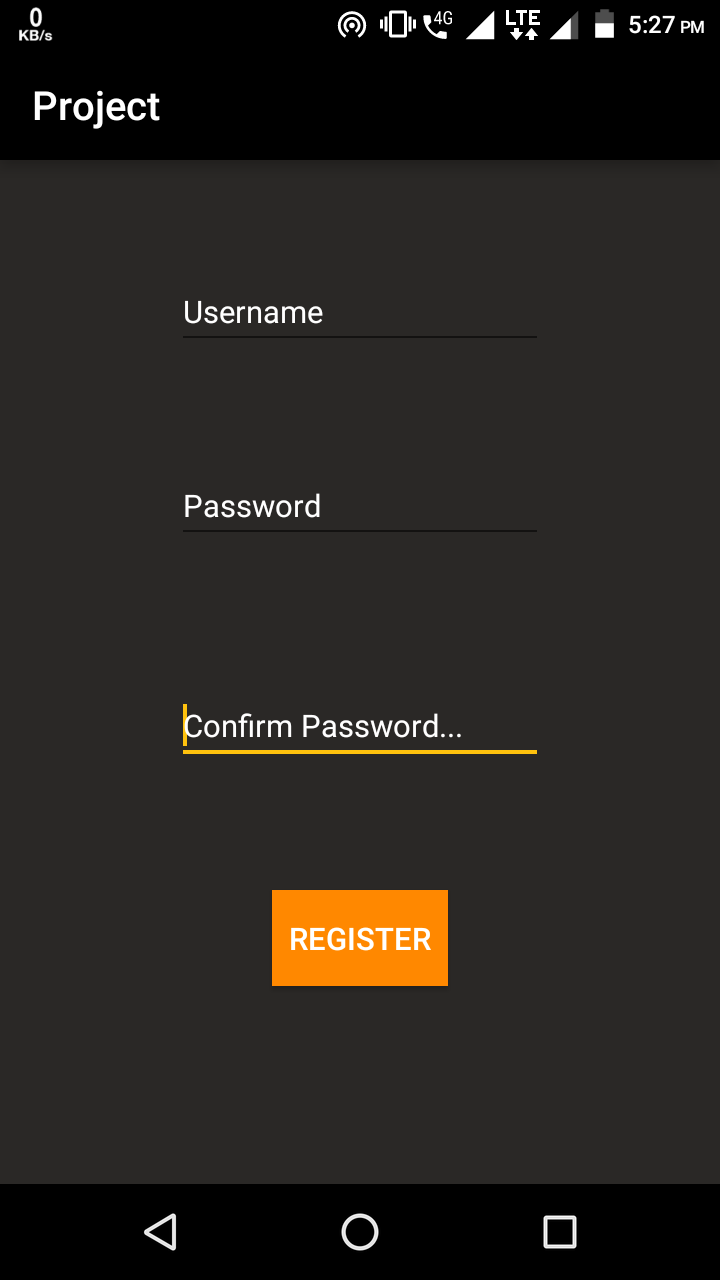 0
KB/s
4G
LTE
5:27 PM
Project
Username
Password
Confirm Password...
REGISTER